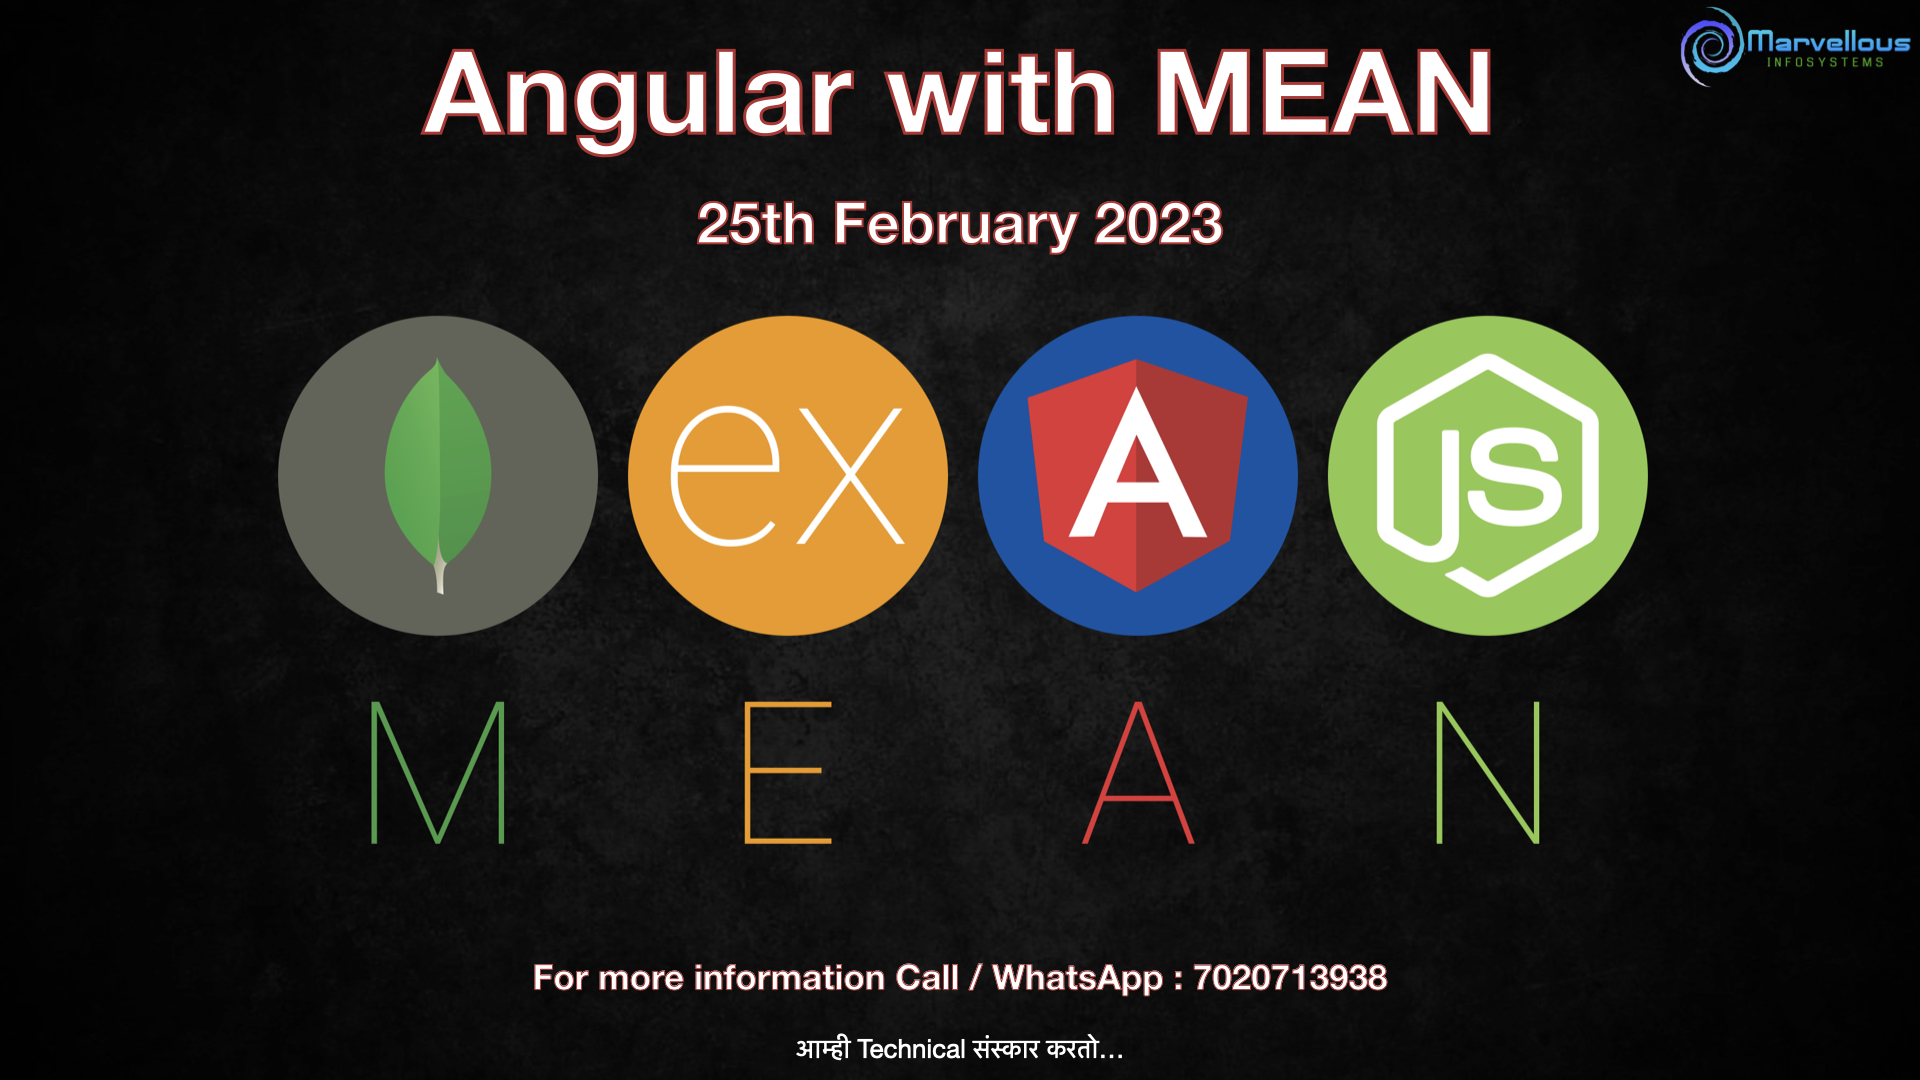 Marvellous
INFOSYSTEMS
Angular with MEAN
25th February 2023
ex
A
JS
M E A N
For more information Call / WhatsApp : 7020713938
आम्ही Technical संस्कार करतो...